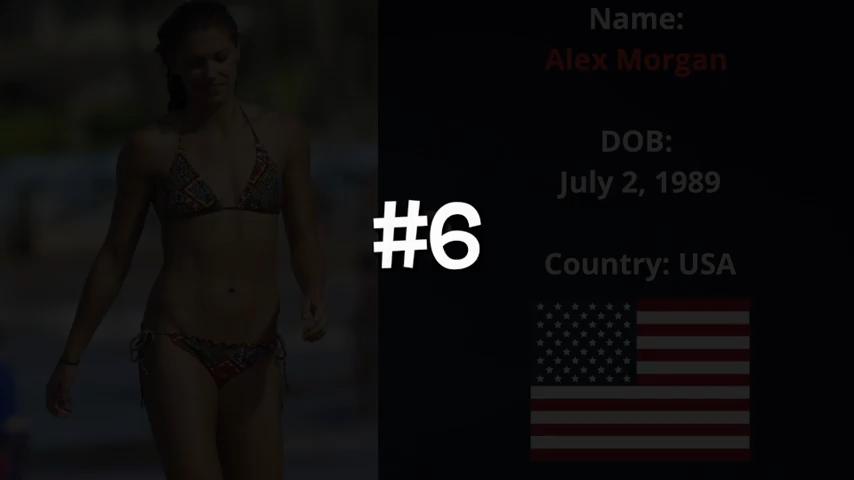 Name:
Alex Morgan
DOB:
July 2, 1989
#6
Country: USA